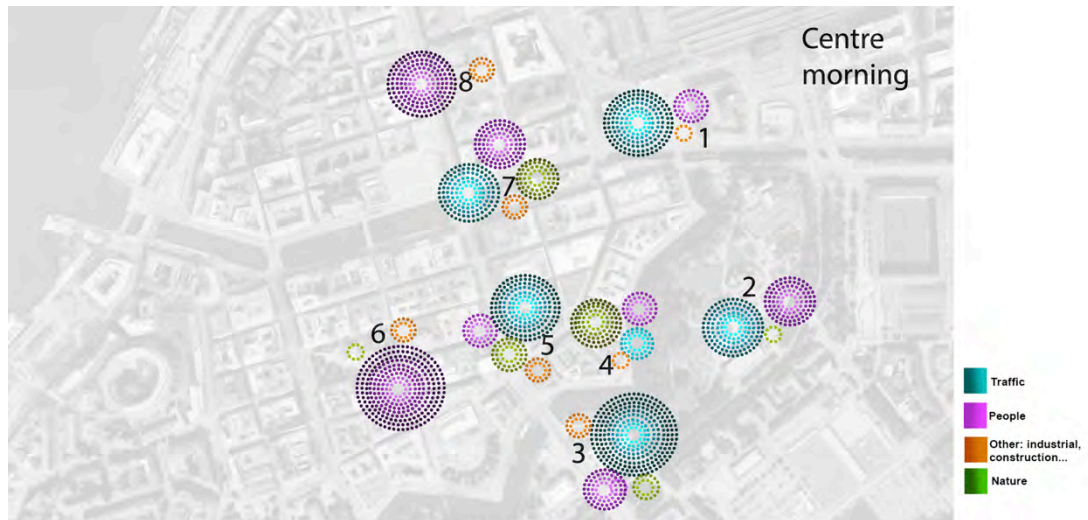 Centre
morning
8
1
7
2
6
5
4
3
Traffic
People
Other: industrial,
construction...
Nature